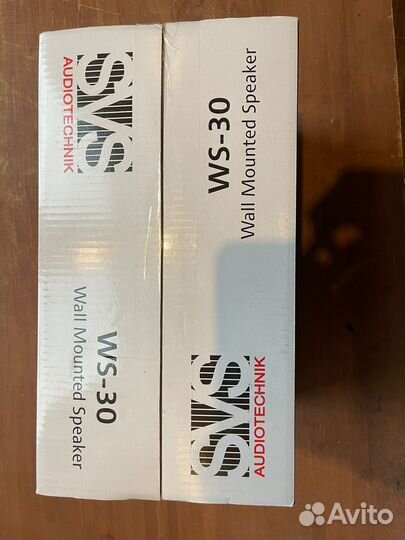 SVS
AUDIOTECHNIK
WS-30
Wall Mounted Speaker
WS-30
Wall Mounted Speaker
SVS
AUDIOTECHNIK
Avito